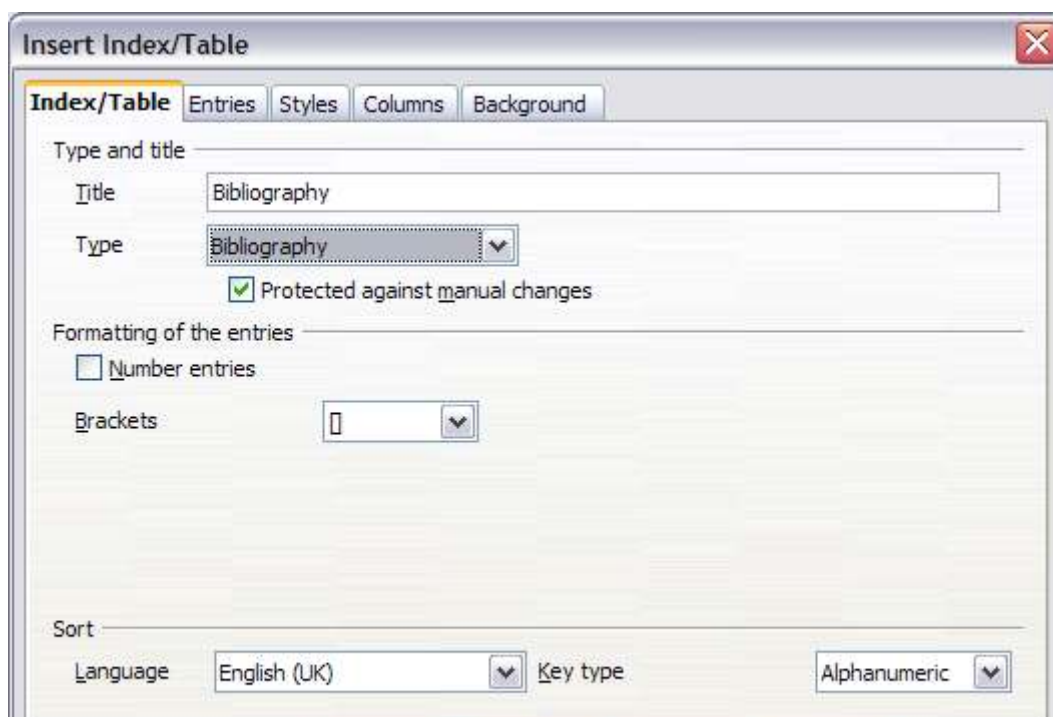 Insert Index/Table
Index/Table Entries Styles Columns Background
Type and title
Title Bibliography
Type Bibliography
Protected against manual changes
Formatting of the entries
Number entries
Brackets []
Sort
Language English (UK) Key type Alphanumeric